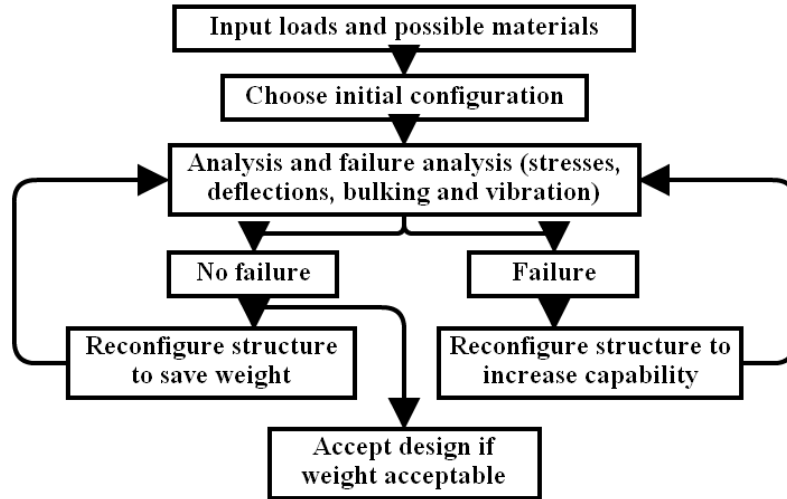 Input loads and possible materials
Choose initial configuration
Analysis and failure analysis (stresses,
deflections, bulking and vibration)
No failure
Failure
Reconfigure structure
to save weight
Reconfigure structure to
increase capability
Accept design if
weight acceptable